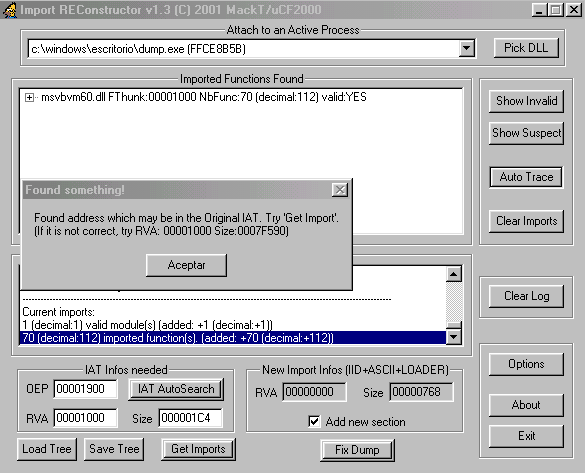 Import REConstructor v1.3 (C) 2001 MackT/uCF2000
Attach to an Active Process
c:\windows\escritorio\dump.exe (FFCE8B5B)
Pick DLL
Imported Functions Found
msvbvm60.dll FThunk:00001000 NbFunc:70 (decimal:112) valid:YES
Show Invalid
Show Suspect
Auto Trace
Clear Imports
Found something!
Found address which may be in the Original IAT. Try 'Get Import'.
(If it is not correct, try RVA: 00001000 Size:0007F590)
Aceptar
Current imports:
1 (decimal:1) valid module(s) (added: +1 (decimal:+1))
70 (decimal:112) imported function(s). (added: +70 (decimal:+112))
Clear Log
IAT Infos needed
OEP 00001900 IAT AutoSearch
RVA 00001000 Size 000001C4
New Import Infos (IID+ASCII+LOADER)
RVA 00000000 Size 00000768
Add new section
Load Tree Save Tree Get Imports Fix Dump
Options
About
Exit